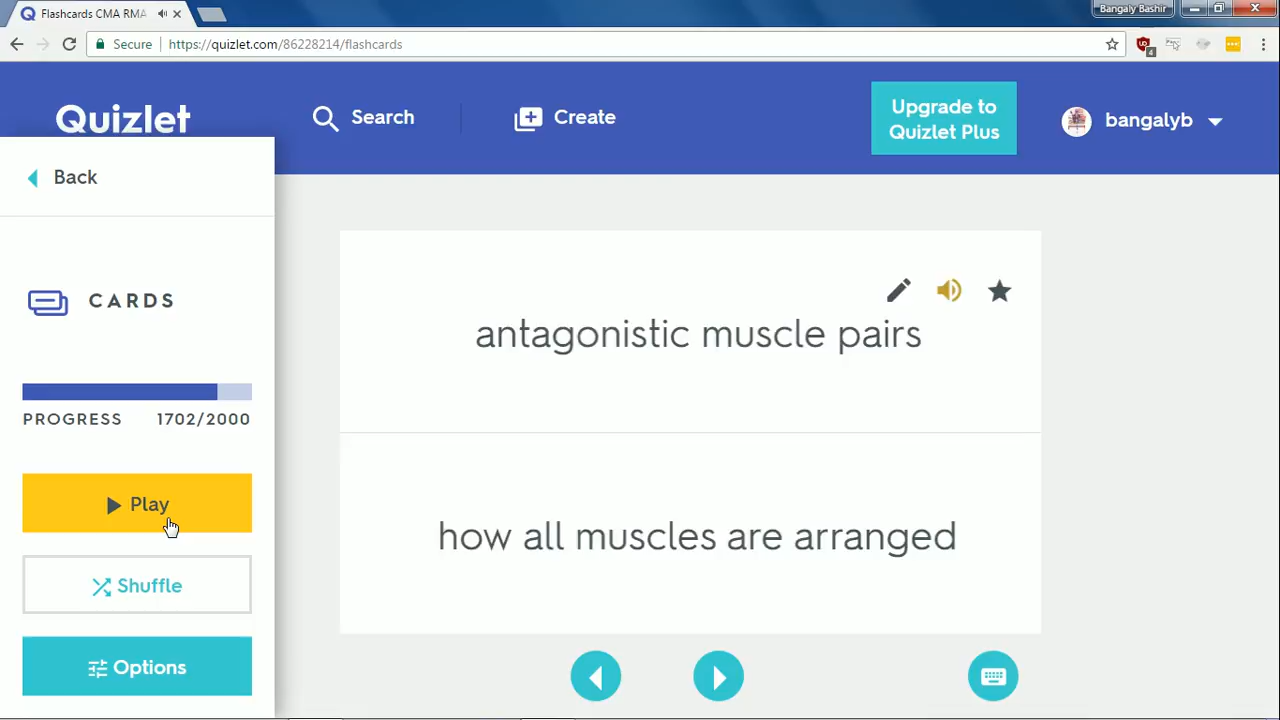 Flashcards CMA RMA
Bangaly Bashir
Secure
https://quizlet.com/86228214/flashcards
4
Quizlet
Search
Create
Upgrade to
Quizlet Plus
bangalyb
Back
CARDS
PROGRESS 1702/2000
Play
Shuffle
Options
antagonistic muscle pairs
how all muscles are arranged